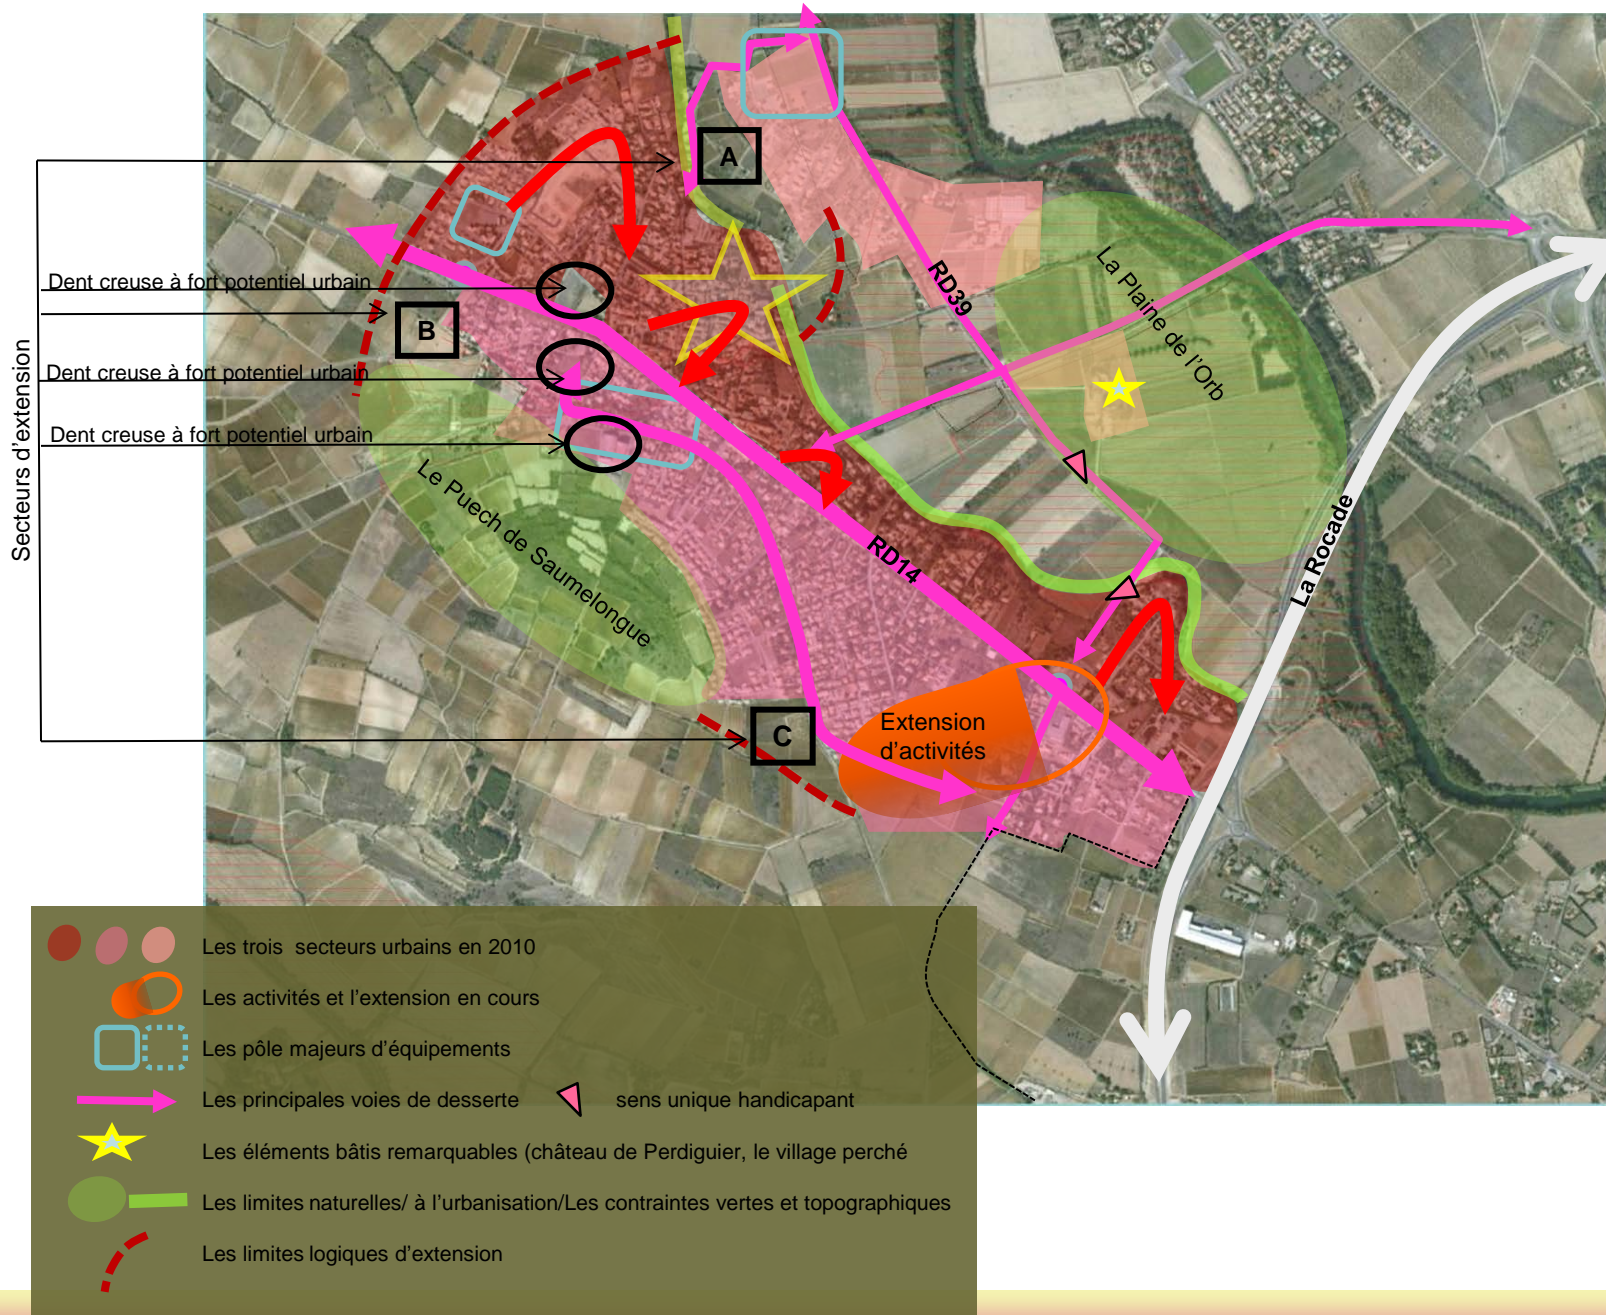 A
Dent creuse à fort potentiel urbain
B
Dent creuse à fort potentiel urbain
Dent creuse à fort potentiel urbain
Secteurs d'extension
RD39
La Plaine de l'Orb
Le Puech de Saumelongue
RD14
La Rocade
C
Extension
d'activités
Les trois secteurs urbains en 2010
Les activités et l'extension en cours
Les pôle majeurs d'équipements
Les principales voies de desserte
sens unique handicapant
Les éléments bâtis remarquables (château de Perdiguier, le village perché
Les limites naturelles/ à l'urbanisation/Les contraintes vertes et topographiques
Les limites logiques d'extension